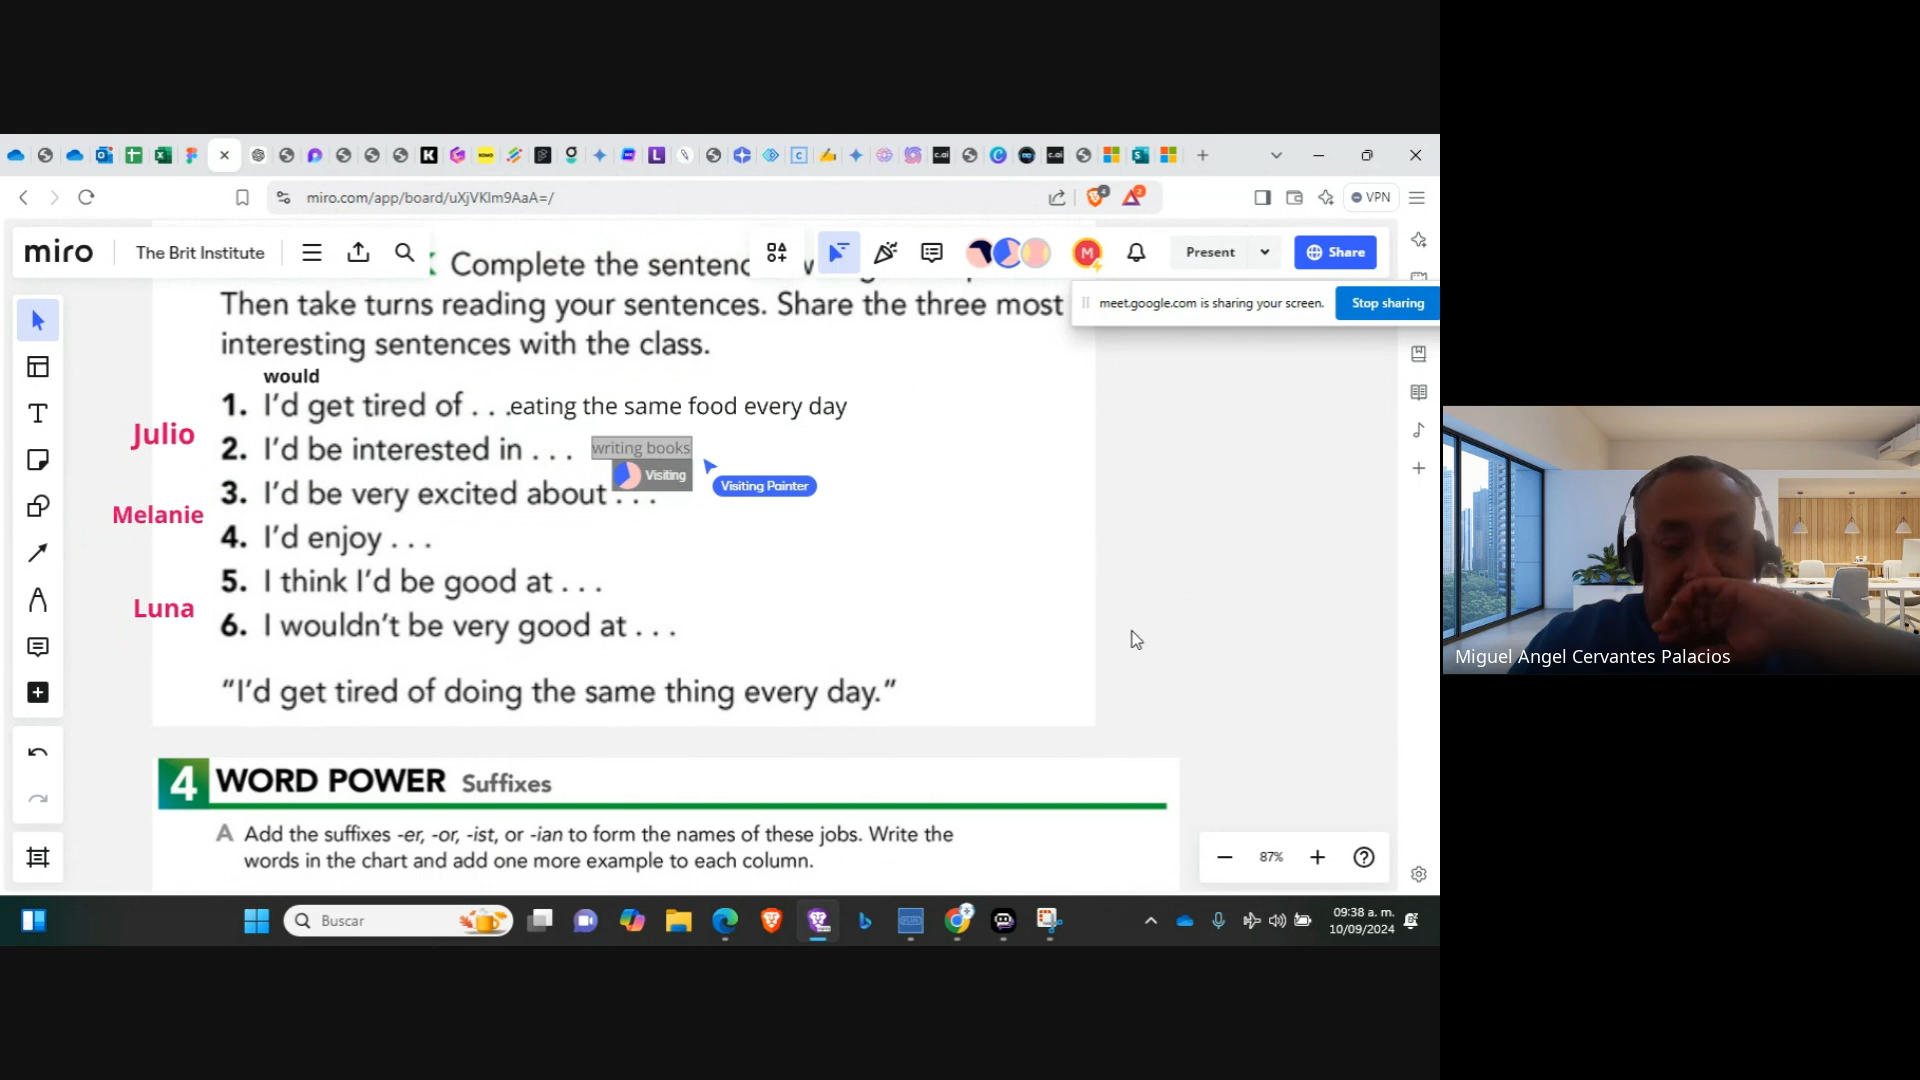 miro.com/app/board/uXjVKlm9AaA=/
VPN
miro
The Brit Institute
Present
Share
meet.google.com is sharing your screen.
Stop sharing
Complete the sentenc
Then take turns reading your sentences. Share the three most
interesting sentences with the class.
would
1. I'd get tired of . . .eating the same food every day
Julio
2. I'd be interested in . . . writing books
Visiting
Visiting Painter
3. I'd be very excited about . . .
Melanie
4. I'd enjoy . . .
5. I think I'd be good at . . .
Luna
6. I wouldn't be very good at . . .
"I'd get tired of doing the same thing every day."
4 WORD POWER Suffixes
A Add the suffixes -er, -or, -ist, or -ian to form the names of these jobs. Write the
words in the chart and add one more example to each column.
87%
Buscar
09:38 a. m.
10/09/2024
Miguel Angel Cervantes Palacios